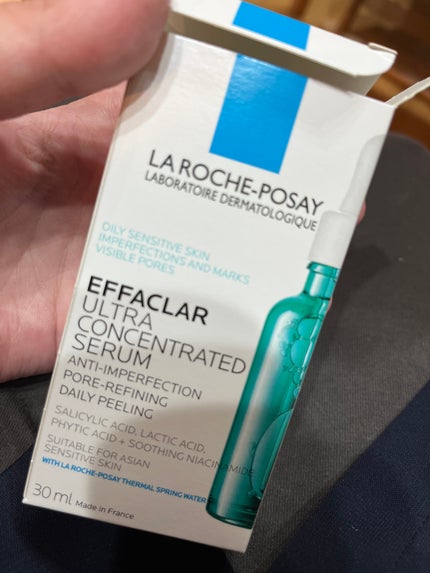 LA ROCHE-POSAY
LABORATOIRE DERMATOLOGIQUE
OILY SENSITIVE SKIN
IMPERFECTIONS AND MARKS
VISIBLE PORES
EFFACLAR
ULTRA
CONCENTRATED
SERUM
ANTI-IMPERFECTION
PORE-REFINING
DAILY PEELING
SALICYLIC ACID, LACTIC ACID,
PHYTIC ACID + SOOTHING NIACINAMIDE
SUITABLE FOR ASIAN
SENSITIVE SKIN
WITH LA ROCHE-POSAY THERMAL SPRING WATER
30 ml Made in France